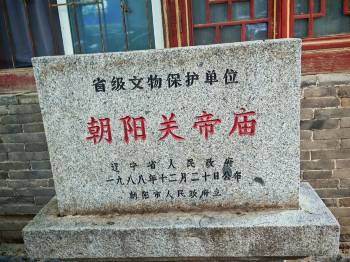 省级文物保护单位
朝阳关帝庙
辽宁省人民政府
一九八八年十二月二十日公布
朝阳市人民政府立